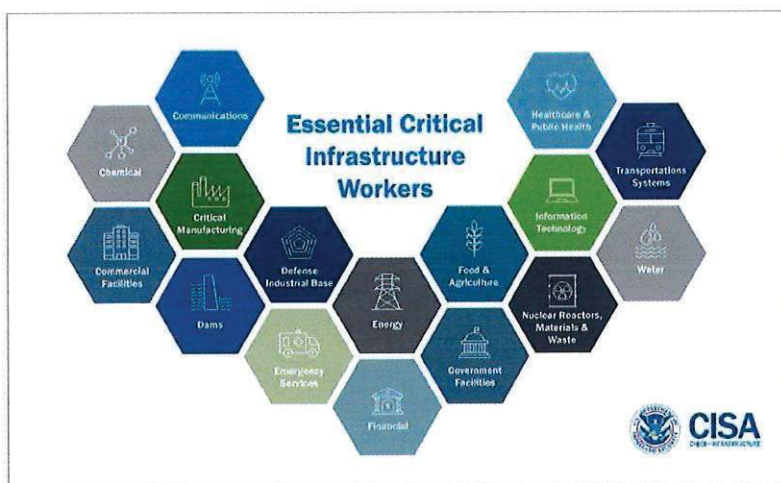 Essential Critical
Infrastructure
Workers
Communications
Chemical
Critical
Manufacturing
Commercial
Facilities
Dams
Defense
Industrial Base
Emergency
Services
Energy
Financial
Food &
Agriculture
Government
Facilities
Healthcare &
Public Health
Information
Technology
Nuclear Reactors,
Materials &
Waste
Transportations
Systems
Water
CISA